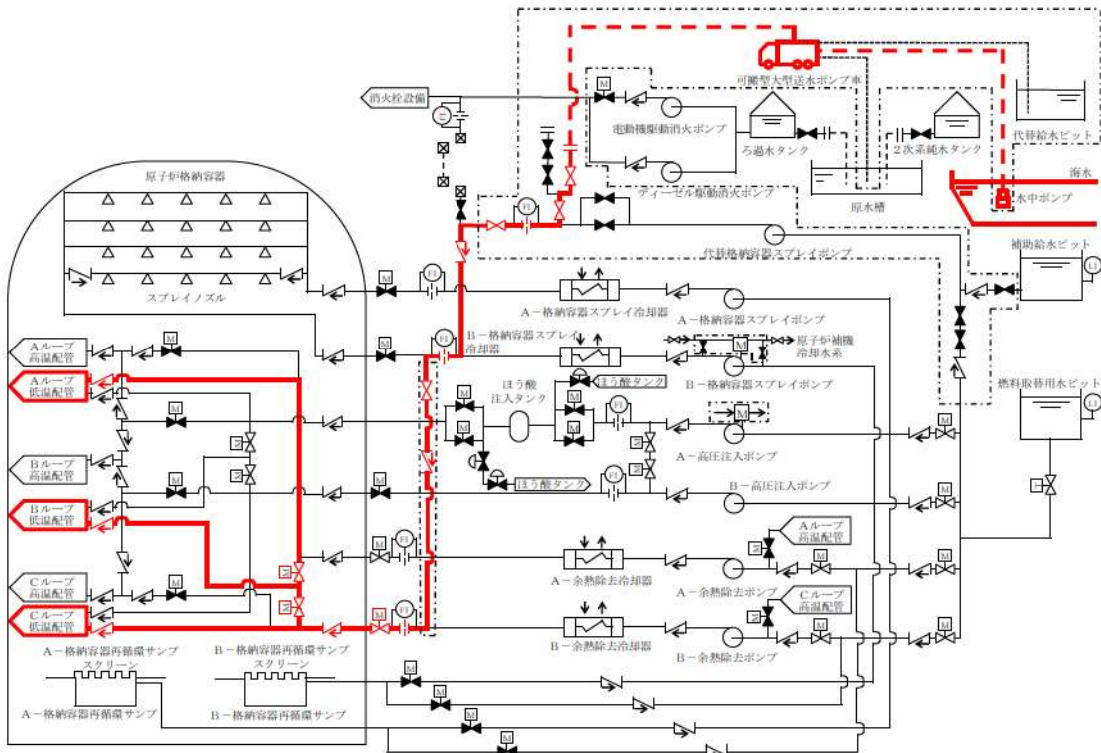 消火栓設備
M
可搬型大型送水ポンプ車
電動機駆動消火ポンプ
ろ過水タンク
2次系純水タンク
代替給水ピット
海水
水中ポンプ
ディーゼル駆動消火ポンプ
原水槽
原子炉格納容器
FI
代替格納容器スプレイポンプ
補助給水ピット
LI
スプレイノズル
M
FI
A-格納容器スプレイ冷却器
A-格納容器スプレイポンプ
B-格納容器スプレイ
冷却器
FI
M
M
原子炉補機
冷却水系
B-格納容器スプレイポンプ
Aループ
高温配管
M
Aループ
低温配管
ほう酸
注入タンク
ほう酸タンク
燃料取替用水ピット
LI
M
M
M
FI
M
M
M
A-高圧注入ポンプ
M
M
M
M
M
Bループ
高温配管
M
M
FI
ほう酸タンク
B-高圧注入ポンプ
M
Bループ
低温配管
Aループ
高温配管
M
FI
M
M
M
M
A-余熱除去冷却器
A-余熱除去ポンプ
Cループ
高温配管
M
Cループ
高温配管
M
Cループ
低温配管
M
FI
M
M
M
B-余熱除去冷却器
B-余熱除去ポンプ
A-格納容器再循環サンプ
スクリーン
B-格納容器再循環サンプ
スクリーン
M
M
A-格納容器再循環サンプ
B-格納容器再循環サンプ
M
M